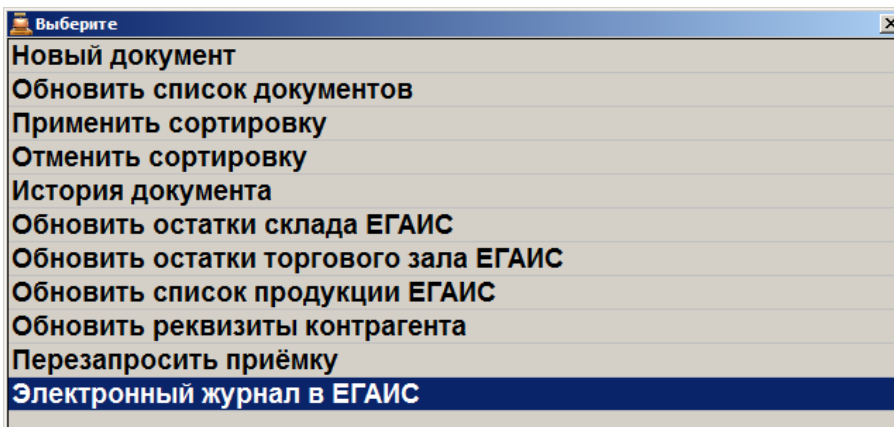 Выберите
Новый документ
Обновить список документов
Применить сортировку
Отменить сортировку
История документа
Обновить остатки склада ЕГАИС
Обновить остатки торгового зала ЕГАИС
Обновить список продукции ЕГАИС
Обновить реквизиты контрагента
Перезапросить приёмку
Электронный журнал в ЕГАИС